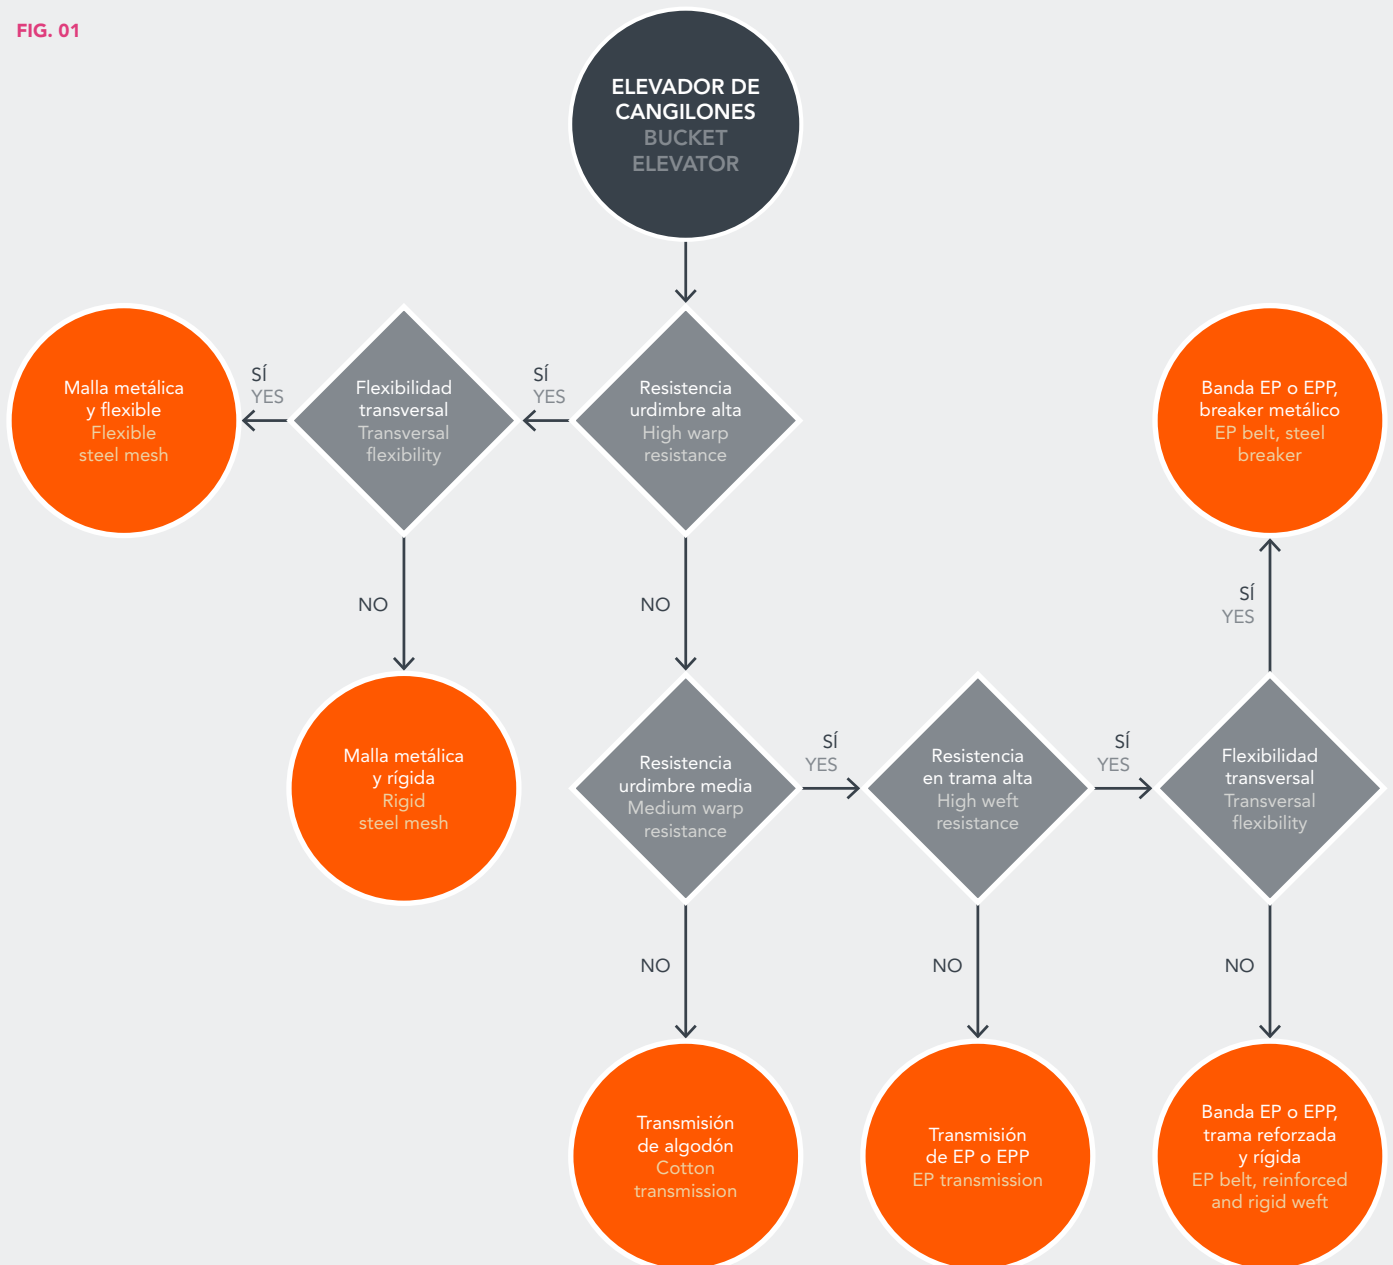 FIG. 01
ELEVADOR DE
CANGILONES
BUCKET
ELEVATOR
Malla metálica
y flexible
Flexible
steel mesh
SÍ
YES
Flexibilidad
transversal
Transversal
flexibility
SÍ
YES
Resistencia
urdimbre alta
High warp
resistance
Banda EP o EPP,
breaker metálico
EP belt, steel
breaker
NO
NO
SÍ
YES
Malla metálica
y rígida
Rigid
steel mesh
Resistencia
urdimbre media
Medium warp
resistance
SÍ
YES
Resistencia
en trama alta
High weft
resistance
SÍ
YES
Flexibilidad
transversal
Transversal
flexibility
NO
NO
NO
Transmisión
de algodón
Cotton
transmission
Transmisión
de EP o EPP
EP transmission
Banda EP o EPP,
trama reforzada
y rígida
EP belt, reinforced
and rigid weft